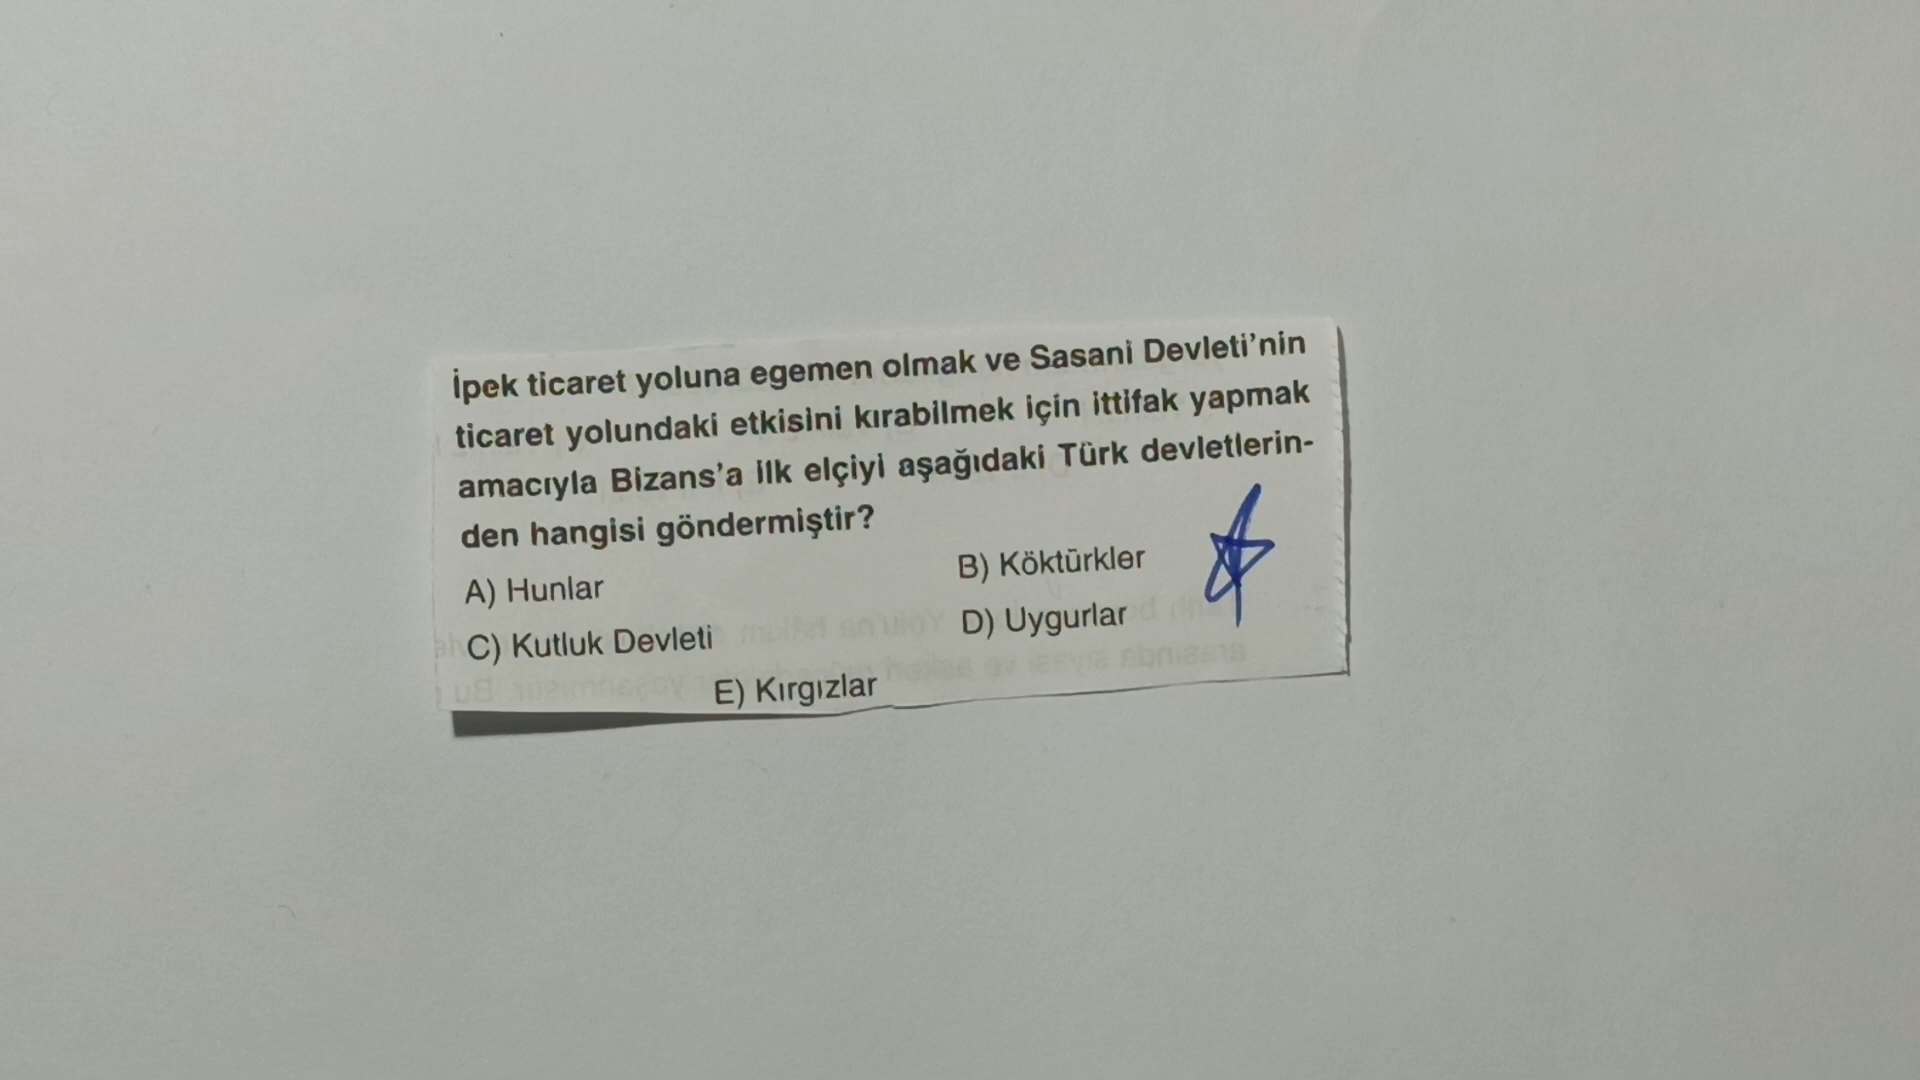 İpek ticaret yoluna egemen olmak ve Sasani Devleti'nin
ticaret yolundaki etkisini kırabilmek için ittifak yapmak
amacıyla Bizans'a ilk elçiyi aşağıdaki Türk devletlerin-
den hangisi göndermiştir?
A) Hunlar
B) Köktürkler
C) Kutluk Devleti
D) Uygurlar
E) Kırgızlar